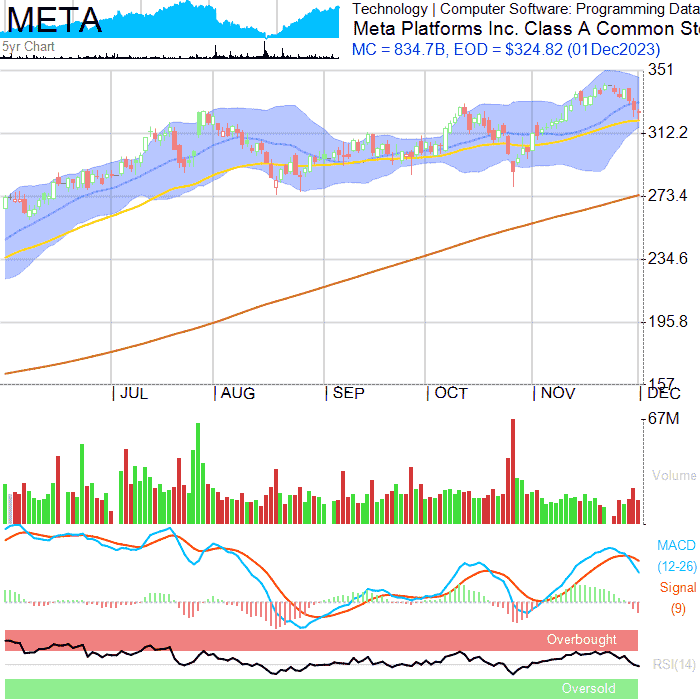 META
5yr Chart
Technology | Computer Software: Programming Data
Meta Platforms Inc. Class A Common Sto
MC = 834.7B, EOD = $324.82 (01Dec2023)
351
312.2
273.4
234.6
195.8
157
JUL
AUG
SEP
OCT
NOV
DEC
67M
Volume
MACD
(12-26)
Signal
(9)
Overbought
RSI(14)
Oversold